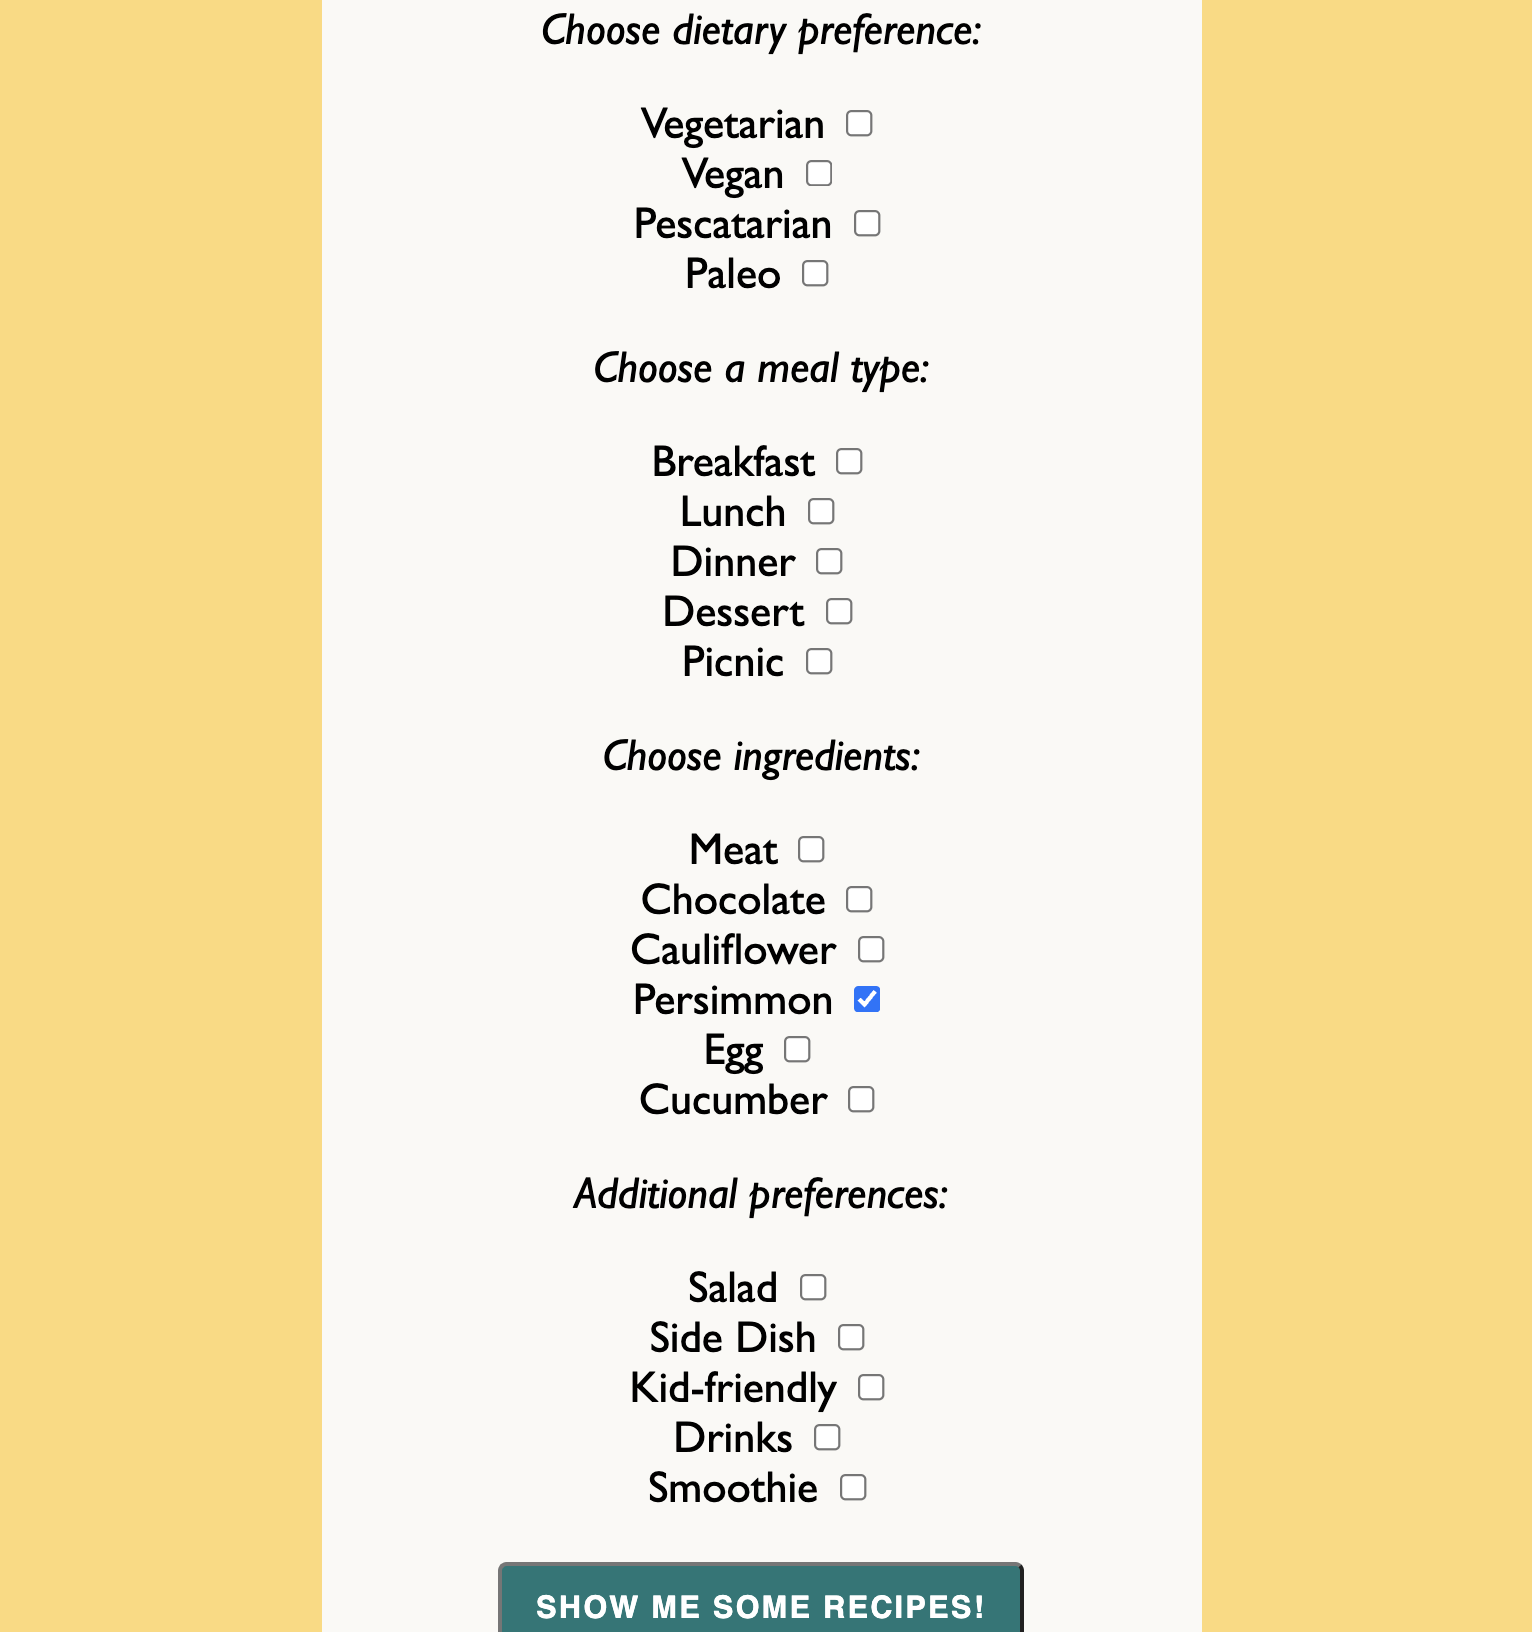 Choose dietary preference:
Vegetarian
Vegan
Pescatarian
Paleo
Choose a meal type:
Breakfast
Lunch
Dinner
Dessert
Picnic
Choose ingredients:
Meat
Chocolate
Cauliflower
Persimmon
Egg
Cucumber
Additional preferences:
Salad
Side Dish
Kid-friendly
Drinks
Smoothie
SHOW ME SOME RECIPES!